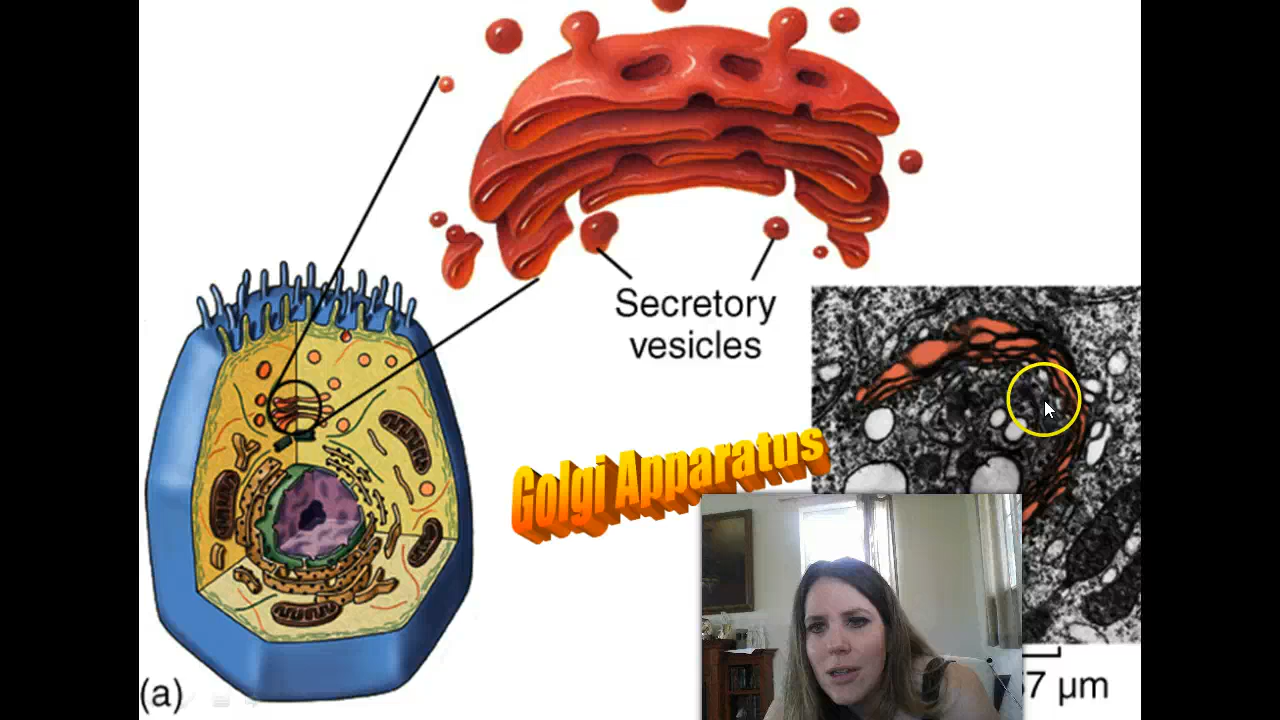 Secretory
vesicles
Golgi Apparatus
(a)
7 µm